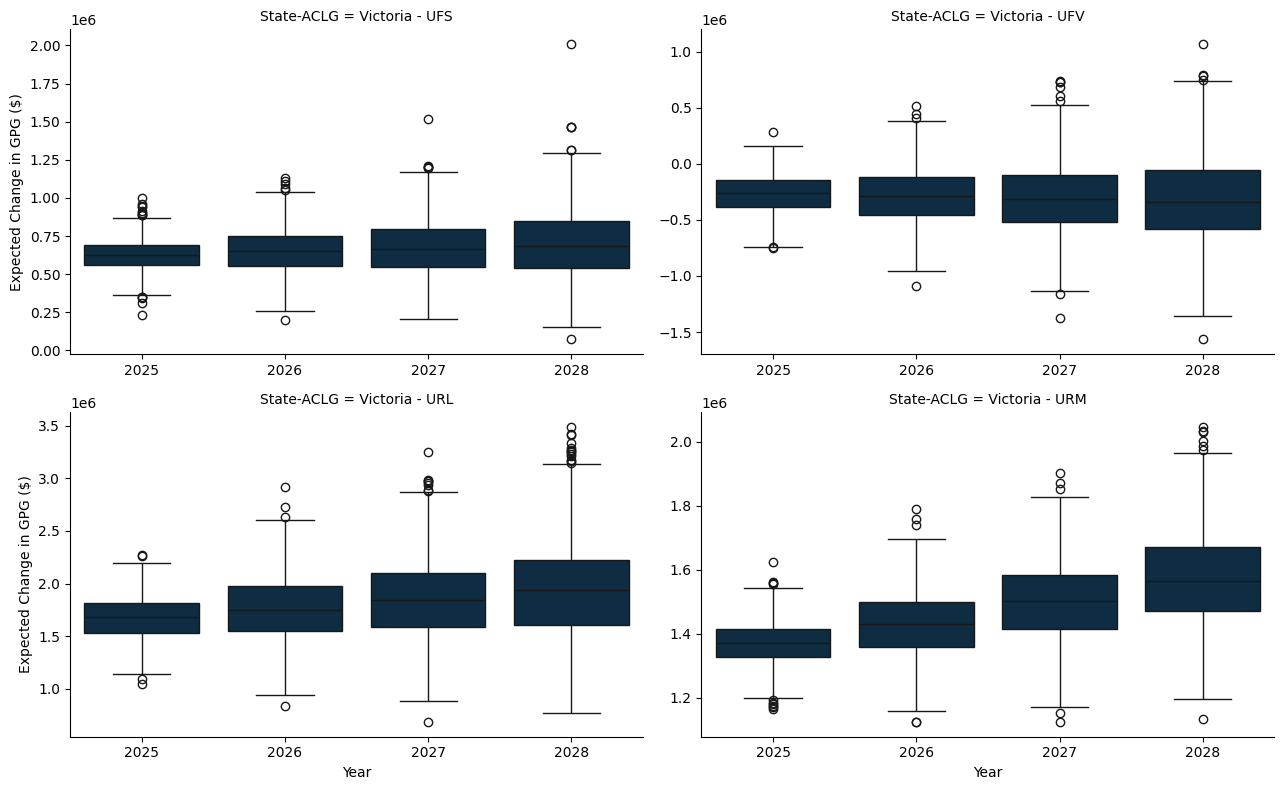 State-ACLG = Victoria - UFS
1e6
Expected Change in GPG ($)
2.00
1.75
1.50
1.25
1.00
0.75
0.50
0.25
0.00
2025 2026 2027 2028
State-ACLG = Victoria - UFV
1e6
1.0
0.5
0.0
−0.5
−1.0
−1.5
2025 2026 2027 2028
State-ACLG = Victoria - URL
1e6
Expected Change in GPG ($)
3.5
3.0
2.5
2.0
1.5
1.0
2025 2026 2027 2028
Year
State-ACLG = Victoria - URM
1e6
2.0
1.8
1.6
1.4
1.2
2025 2026 2027 2028
Year